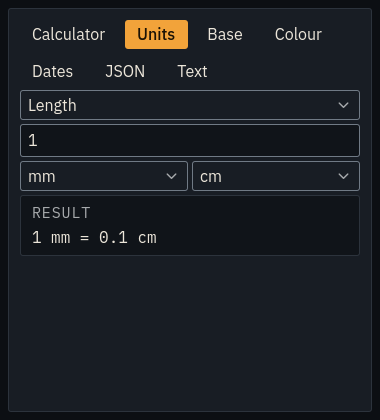 Calculator Units Base Colour
Dates JSON Text
Length
1
mm cm
RESULT
1 mm = 0.1 cm